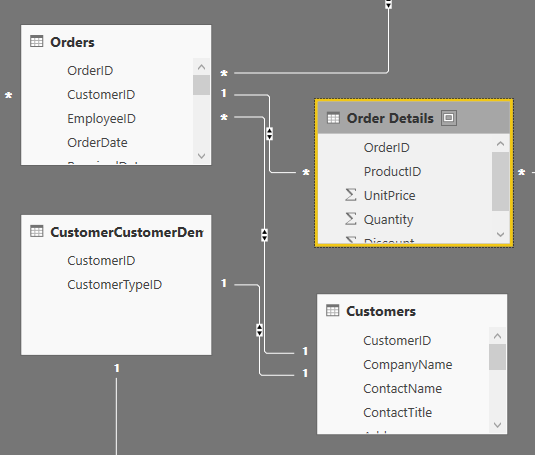 Orders
OrderID
CustomerID
EmployeeID
OrderDate
*
*
1
*
*
*
Order Details
OrderID
ProductID
UnitPrice
Quantity
Discount
CustomerCustomerDem
CustomerID
CustomerTypeID
1
1
1
1
Customers
CustomerID
CompanyName
ContactName
ContactTitle